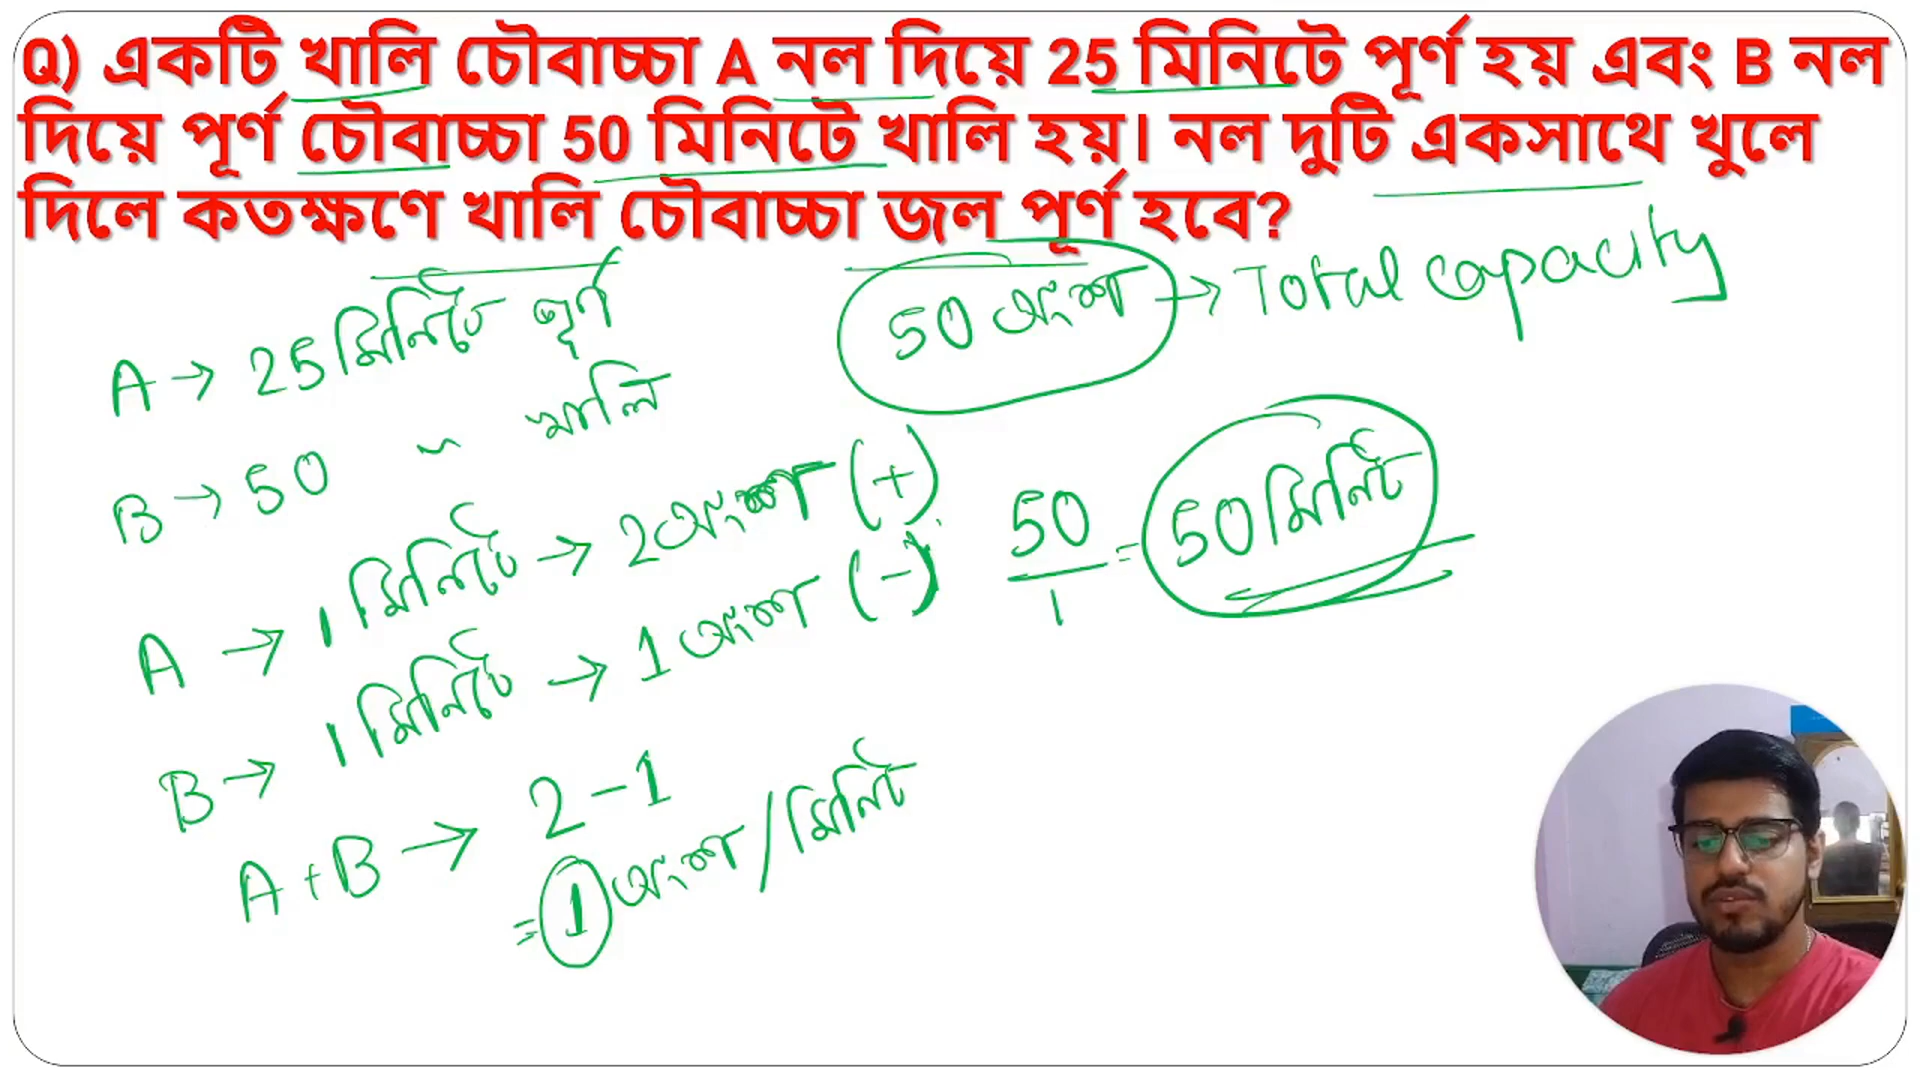 Q) একটি খালি চৌবাচ্চা A নল দিয়ে 25 মিনিটে পূর্ণ হয় এবং B নল
দিয়ে পূর্ণ চৌবাচ্চা 50 মিনিটে খালি হয়। নল দুটি একসাথে খুলে
দিলে কতক্ষণে খালি চৌবাচ্চা জল পূর্ণ হবে?
A → 25 মিনিটে পূর্ণ
50 অংশ → Total capacity
B → 50 " খালি
A → 1 মিনিটে → 2 অংশ (+)
B → 1 মিনিটে → 1 অংশ (-)
50/1 = 50 মিনিট
A + B → 2 - 1
= 1 অংশ / মিনিট